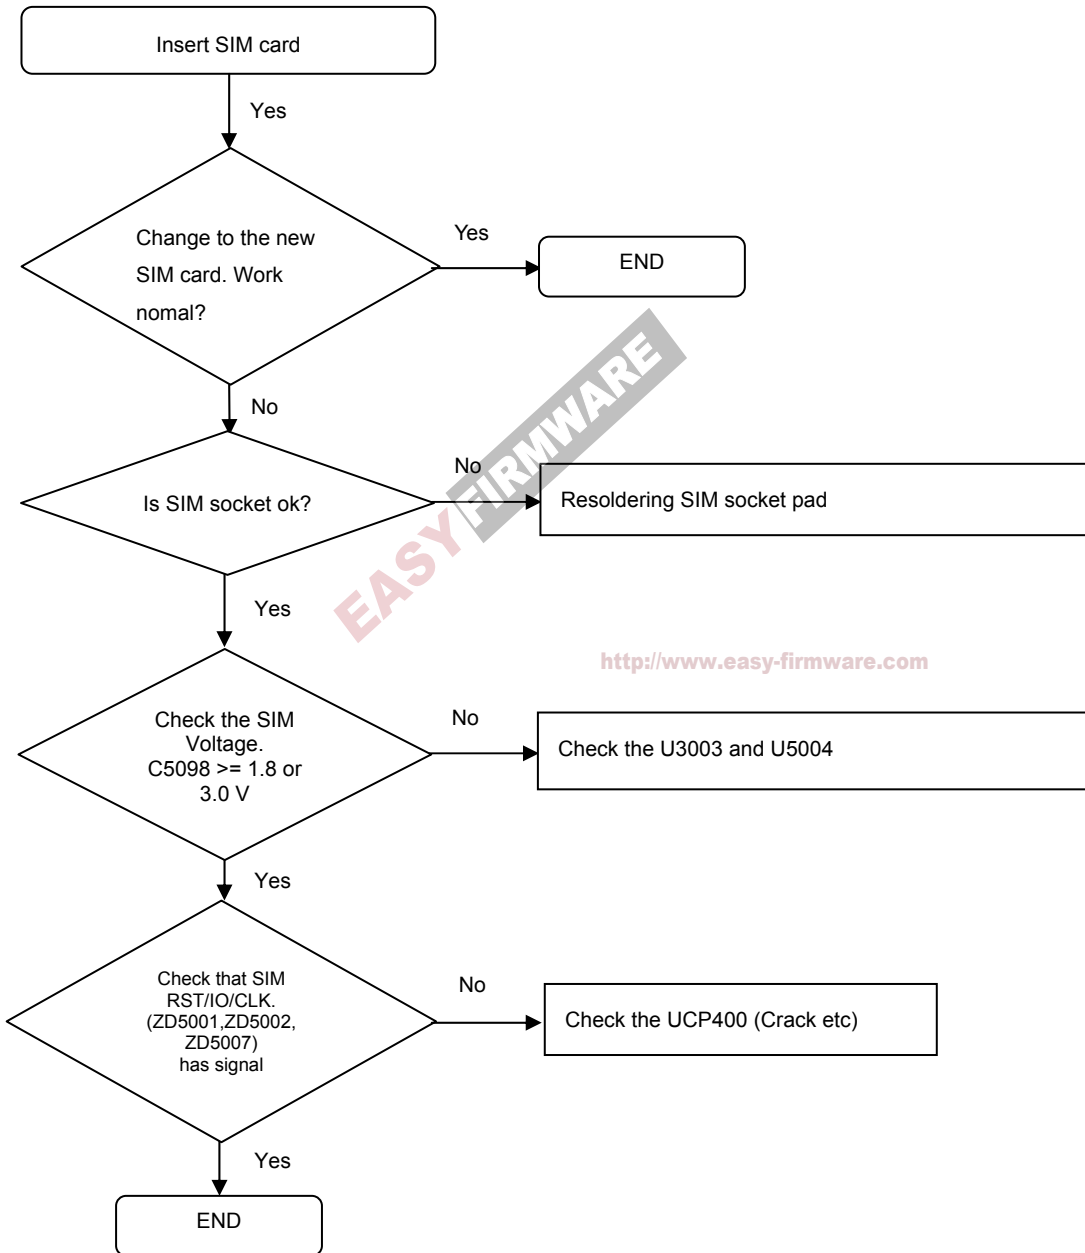 Insert SIM card
Yes
Change to the new
SIM card. Work
nomal?
Yes
END
No
Is SIM socket ok?
No
Resoldering SIM socket pad
EASY FIRMWARE
Yes
http://www.easy-firmware.com
Check the SIM
Voltage.
C5098 >= 1.8 or
3.0 V
No
Check the U3003 and U5004
Yes
Check that SIM
RST/IO/CLK.
(ZD5001,ZD5002,
ZD5007)
has signal
No
Check the UCP400 (Crack etc)
Yes
END